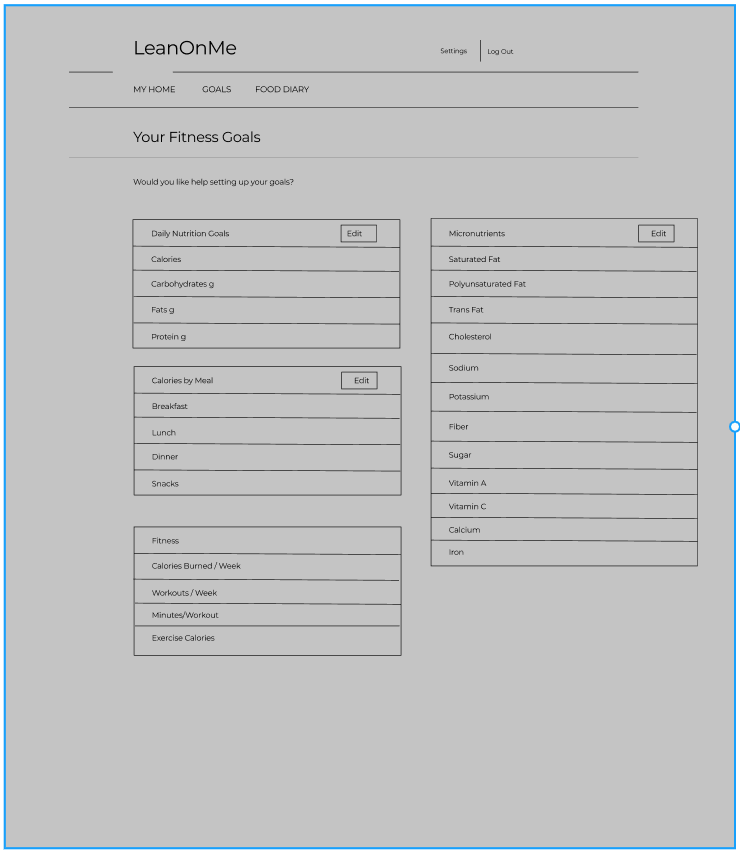 LeanOnMe
Settings
Log Out
MY HOME
GOALS
FOOD DIARY
Your Fitness Goals
Would you like help setting up your goals?
Daily Nutrition Goals
Edit
Calories
Carbohydrates g
Fats g
Protein g
Calories by Meal
Edit
Breakfast
Lunch
Dinner
Snacks
Fitness
Calories Burned / Week
Workouts / Week
Minutes/Workout
Exercise Calories
Micronutrients
Edit
Saturated Fat
Polyunsaturated Fat
Trans Fat
Cholesterol
Sodium
Potassium
Fiber
Sugar
Vitamin A
Vitamin C
Calcium
Iron